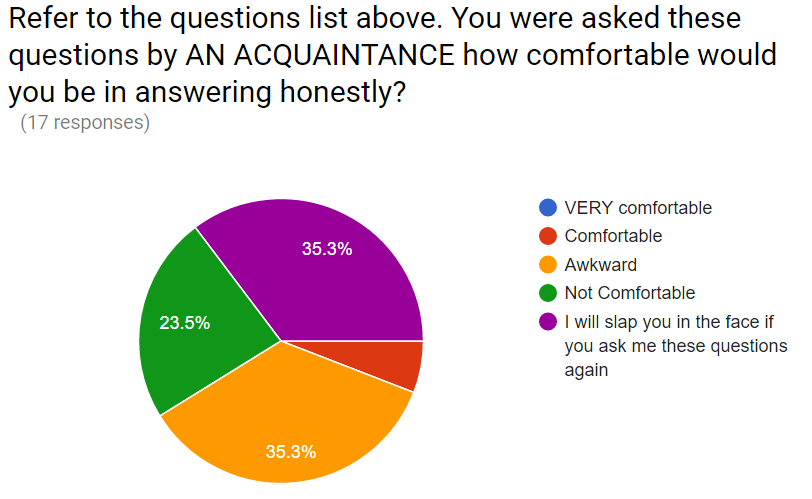 Refer to the questions list above. You were asked these
questions by AN ACQUAINTANCE how comfortable would
you be in answering honestly?
(17 responses)
VERY comfortable
Comfortable
Awkward
Not Comfortable
I will slap you in the face if
you ask me these questions
again
35.3%
23.5%
35.3%